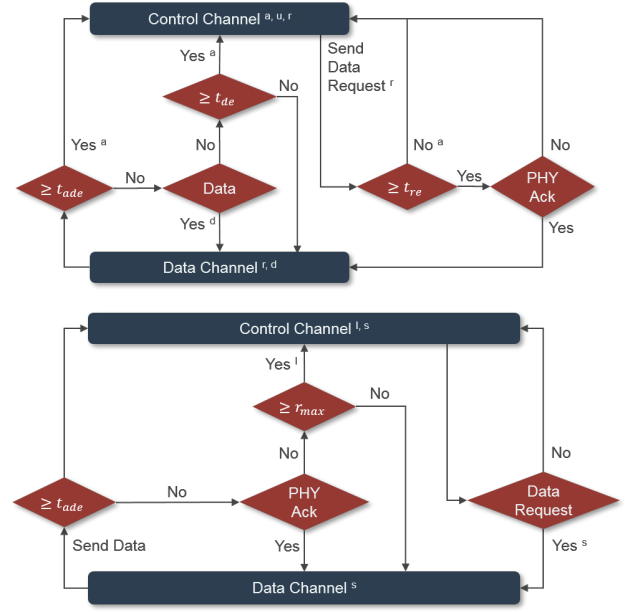 Control Channel a, u, r
Yes a
Send
Data
Request r
≥ t_de
No
Yes a
No
No a
No
≥ t_ade
No
Data
≥ t_re
Yes
PHY
Ack
Yes d
Yes
Data Channel r, d
Control Channel l, s
Yes l
No
≥ r_max
No
No
No
≥ t_ade
PHY
Ack
Data
Request
Send Data
Yes
Yes s
Data Channel s